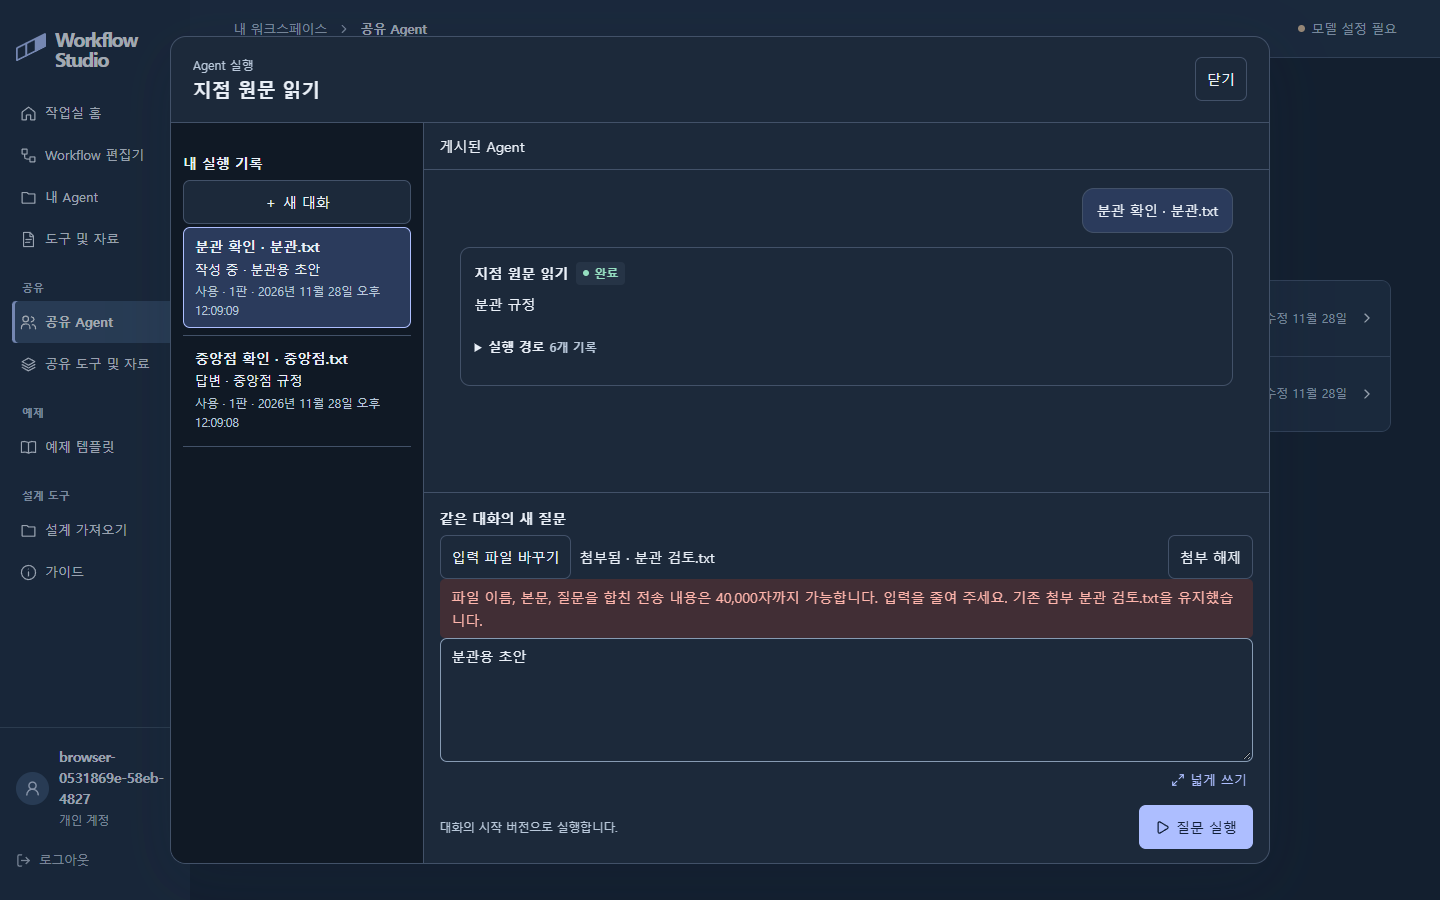 Workflow
Studio
작업실 홈
Workflow 편집기
내 Agent
도구 및 자료
공유
공유 Agent
공유 도구 및 자료
예제
예제 템플릿
설계 도구
설계 가져오기
가이드
browser-
0531869e-58eb-
4827
개인 계정
로그아웃
내 워크스페이스 > 공유 Agent
모델 설정 필요
Agent 실행
지점 원문 읽기
닫기
내 실행 기록
+ 새 대화
분관 확인 · 분관.txt
작성 중 · 분관용 초안
사용 · 1판 · 2026년 11월 28일 오후
12:09:09
중앙점 확인 · 중앙점.txt
답변 · 중앙점 규정
사용 · 1판 · 2026년 11월 28일 오후
12:09:08
게시된 Agent
분관 확인 · 분관.txt
지점 원문 읽기 완료
분관 규정
실행 경로 6개 기록
같은 대화의 새 질문
입력 파일 바꾸기 첨부됨 · 분관 검토.txt 첨부 해제
파일 이름, 본문, 질문을 합친 전송 내용은 40,000자까지 가능합니다. 입력을 줄여 주세요. 기존 첨부 분관 검토.txt을 유지했습
니다.
분관용 초안
넓게 쓰기
대화의 시작 버전으로 실행합니다.
질문 실행
수정 11월 28일
수정 11월 28일